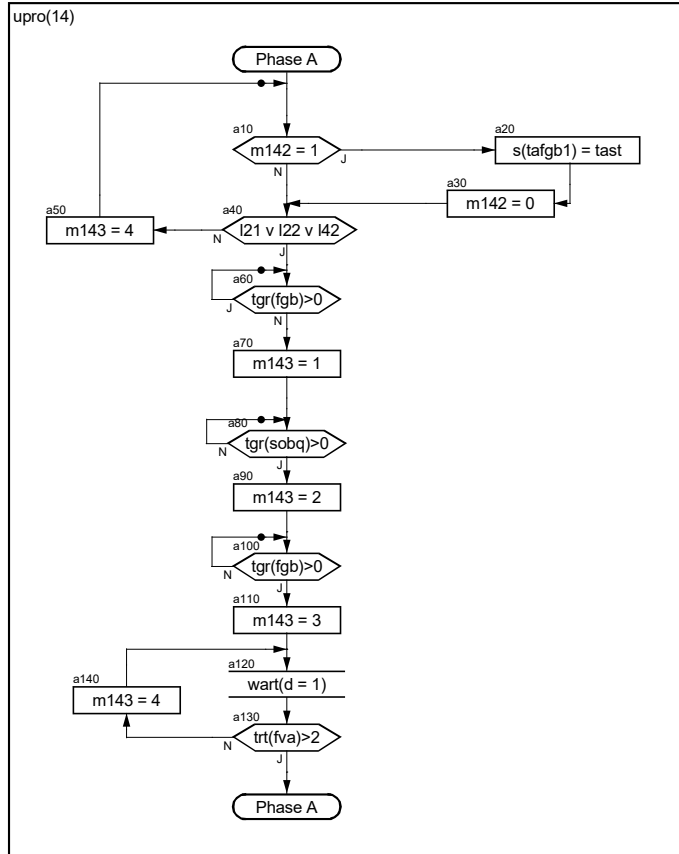 upro(14)
Phase A
a10
m142 = 1
J
N
a20
s(tafgb1) = tast
a30
m142 = 0
a40
l21 v l22 v l42
N
J
a50
m143 = 4
a60
tgr(fgb)>0
J
N
a70
m143 = 1
a80
tgr(sobq)>0
N
J
a90
m143 = 2
a100
tgr(fgb)>0
N
J
a110
m143 = 3
a120
wart(d = 1)
a140
m143 = 4
a130
trt(fva)>2
N
J
Phase A